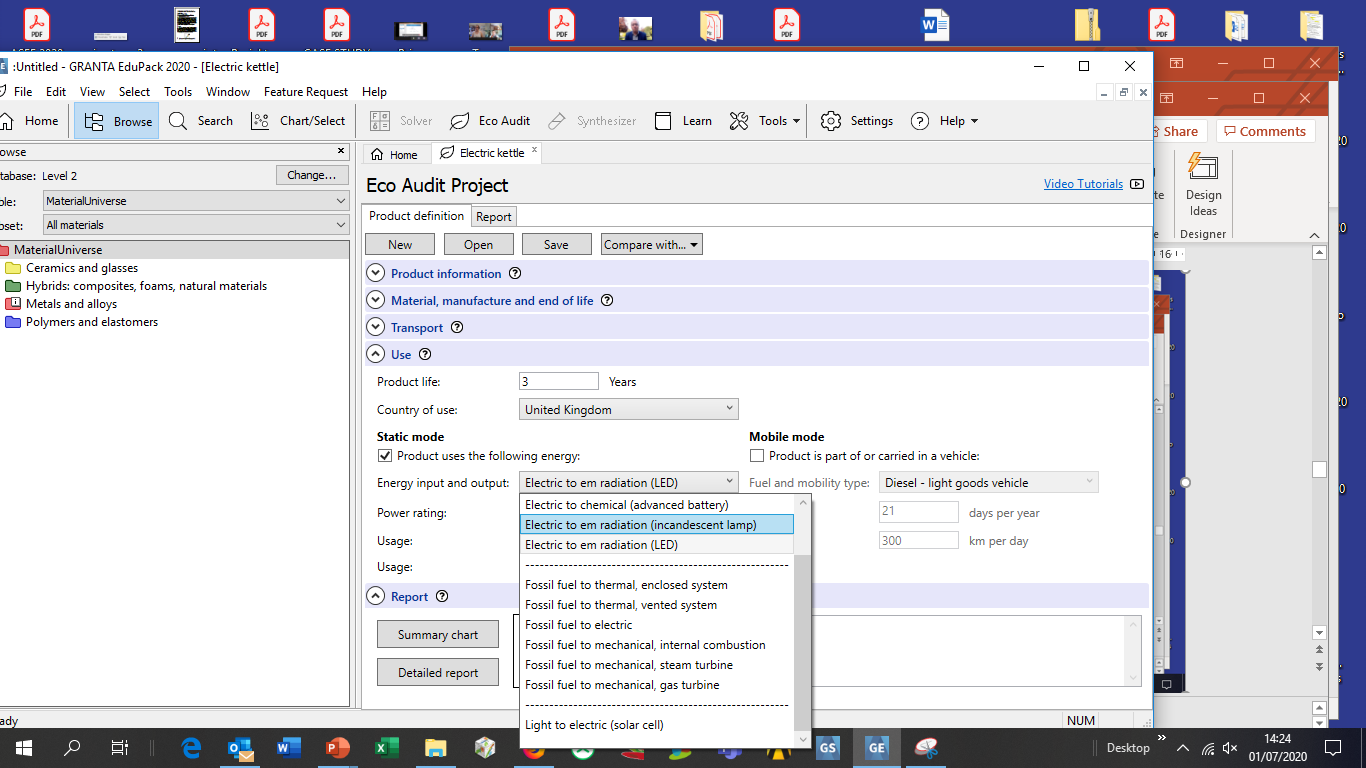 :Untitled - GRANTA EduPack 2020 - [Electric kettle]
File Edit View Select Tools Window Feature Request Help
Home Browse Search Chart/Select Solver Eco Audit Synthesizer Learn Tools Settings Help
Share Comments
Design Ideas
Designer
owse
tabase: Level 2 Change...
ble: MaterialUniverse
bset: All materials
MaterialUniverse
Ceramics and glasses
Hybrids: composites, foams, natural materials
Metals and alloys
Polymers and elastomers
Home Electric kettle
Eco Audit Project Video Tutorials
Product definition Report
New Open Save Compare with...
Product information
Material, manufacture and end of life
Transport
Use
Product life: 3 Years
Country of use: United Kingdom
Static mode Mobile mode
Product uses the following energy: Product is part of or carried in a vehicle:
Energy input and output: Electric to em radiation (LED) Fuel and mobility type: Diesel - light goods vehicle
Power rating: 21 days per year
Usage: 300 km per day
Usage:
Electric to chemical (advanced battery)
Electric to em radiation (incandescent lamp)
Electric to em radiation (LED)
Fossil fuel to thermal, enclosed system
Fossil fuel to thermal, vented system
Fossil fuel to electric
Fossil fuel to mechanical, internal combustion
Fossil fuel to mechanical, steam turbine
Fossil fuel to mechanical, gas turbine
Light to electric (solar cell)
Report
Summary chart
Detailed report
ady NUM
GS GE Desktop 14:24
01/07/2020